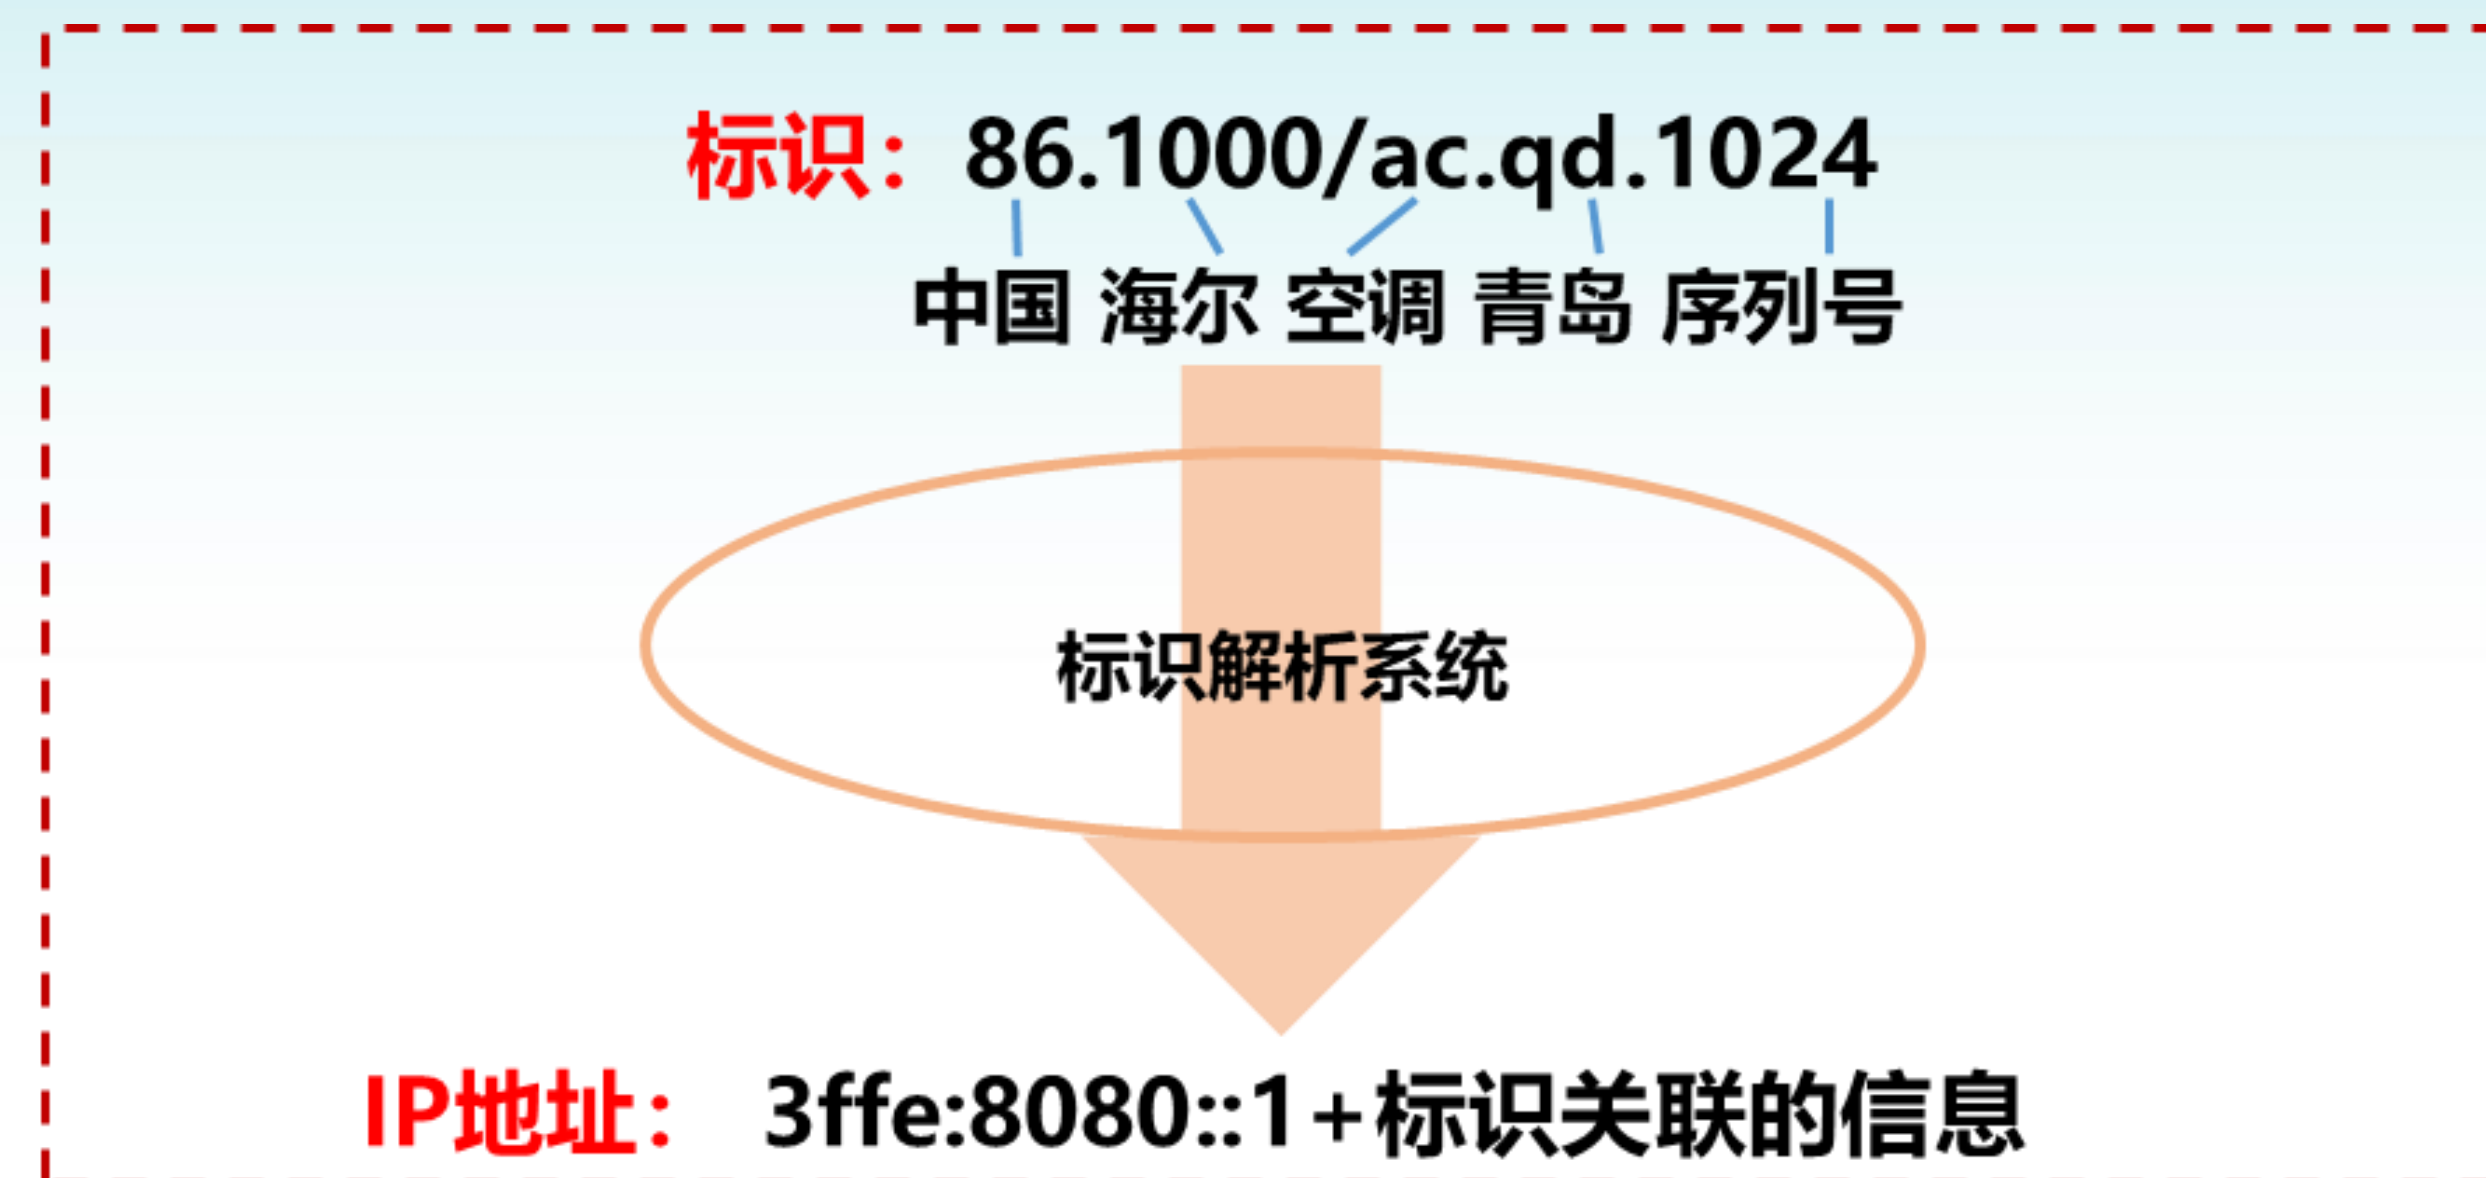 标识：86.1000/ac.qd.1024
中国 海尔 空调 青岛 序列号
标识解析系统
IP地址： 3ffe:8080::1+标识关联的信息